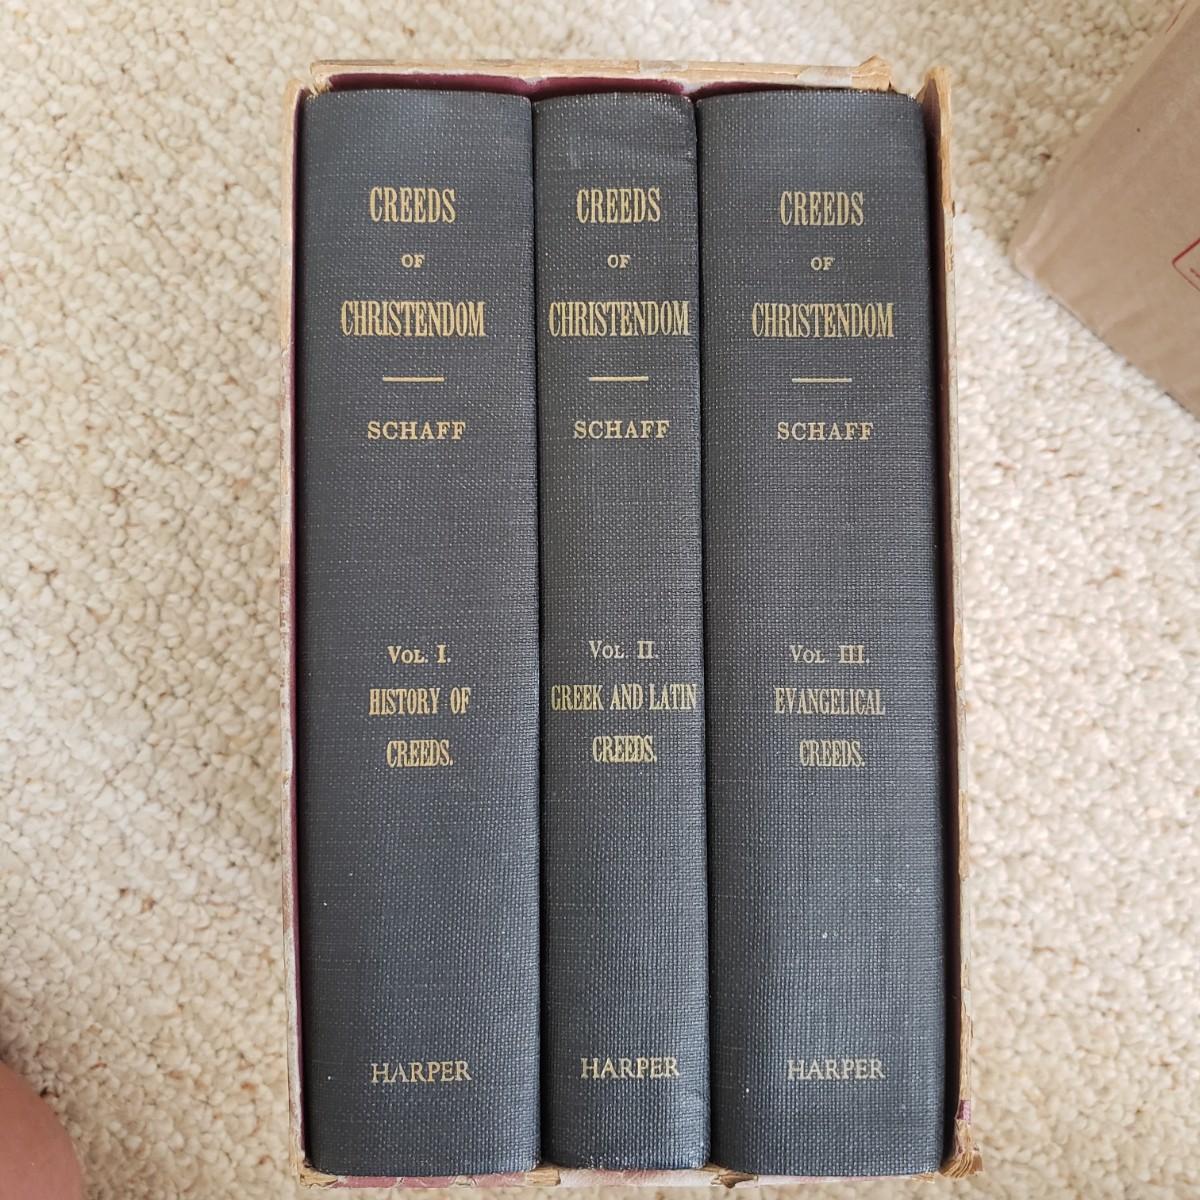 CREEDS
OF
CHRISTENDOM
SCHAFF
VOL. I.
HISTORY OF
CREEDS.
HARPER
CREEDS
OF
CHRISTENDOM
SCHAFF
VOL. II.
GREEK AND LATIN
CREEDS.
HARPER
CREEDS
OF
CHRISTENDOM
SCHAFF
VOL. III.
EVANGELICAL
CREEDS.
HARPER